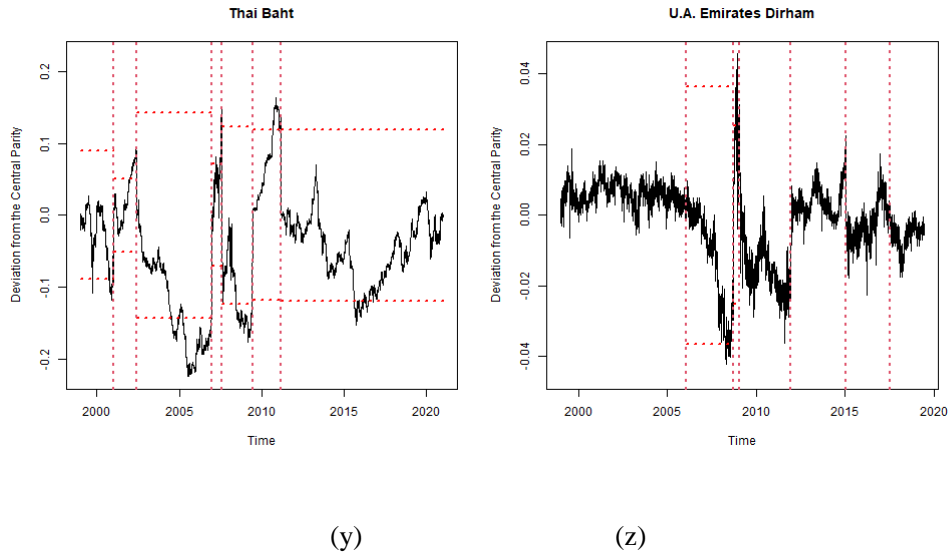 Thai Baht
Deviation from the Central Parity
0.2
0.1
0.0
-0.1
-0.2
2000 2005 2010 2015 2020
Time
(y)
U.A. Emirates Dirham
Deviation from the Central Parity
0.04
0.02
0.00
-0.02
-0.04
2000 2005 2010 2015 2020
Time
(z)